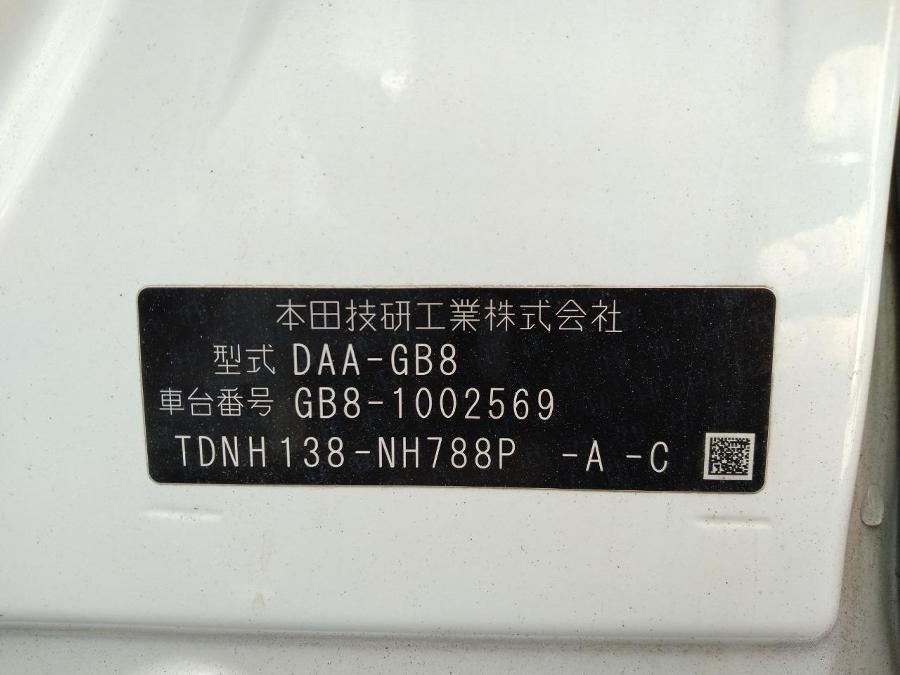 本田技研工業株式会社
型式 DAA-GB8
車台番号 GB8-1002569
TDNH138-NH788P -A -C